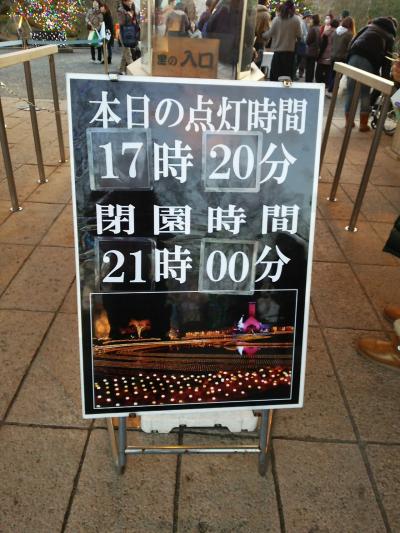 里の入口
本日の点灯時間
17時20分
閉園時間
21時00分